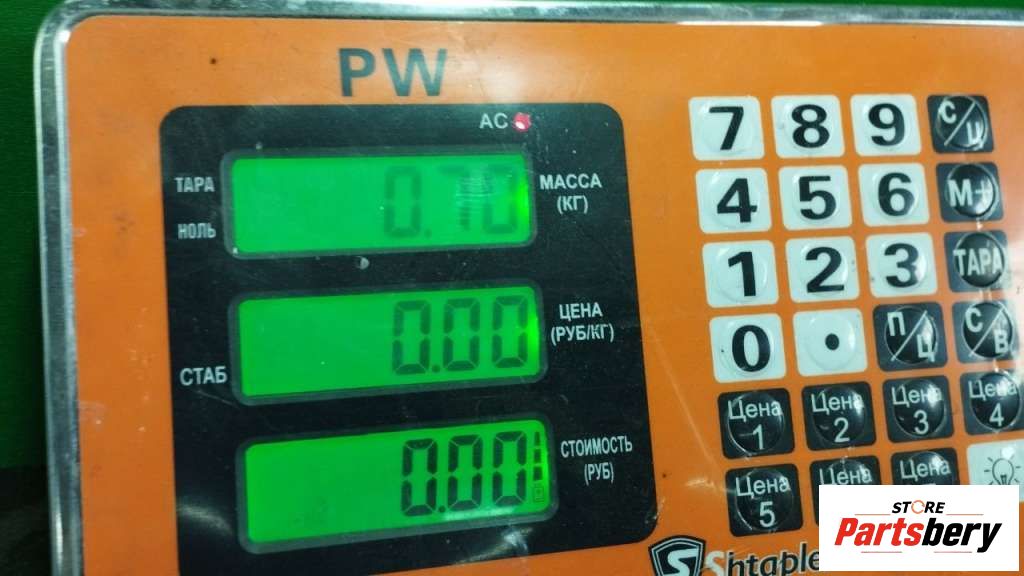 PW
AC
ТАРА
0.70
МАССА
(КГ)
НОЛЬ
0.00
ЦЕНА
(РУБ/КГ)
СТАБ
0.00
СТОИМОСТЬ
(РУБ)
7 8 9 С/Ц
4 5 6 М+
1 2 3 ТАРА
0 . П/Ц С/В
Цена 1 Цена 2 Цена 3 Цена 4
Цена 5
Shtaple
STORE
Partsbery